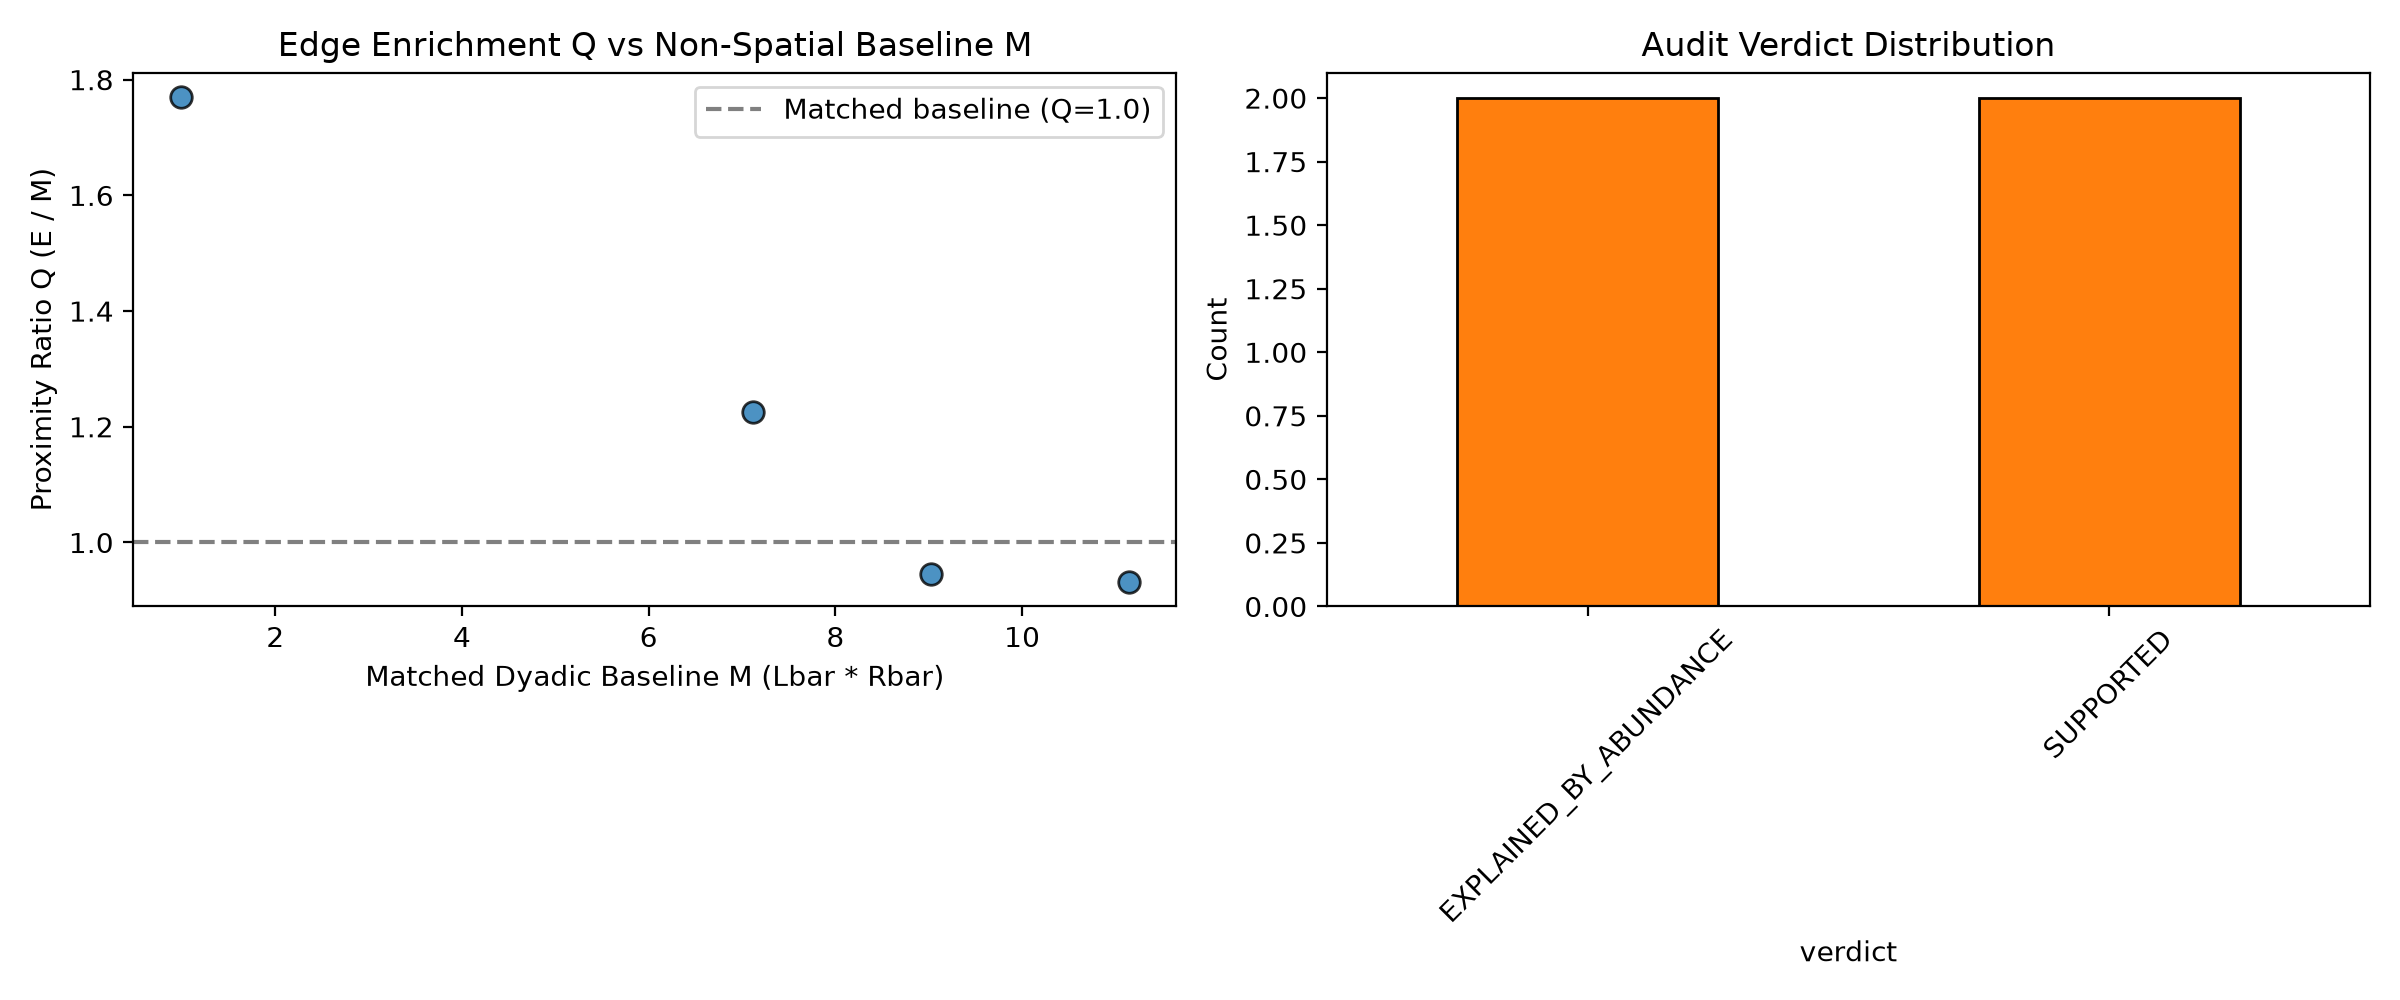 Edge Enrichment Q vs Non-Spatial Baseline M
Proximity Ratio Q (E / M)
1.8
1.6
1.4
1.2
1.0
Matched baseline (Q=1.0)
2 4 6 8 10
Matched Dyadic Baseline M (Lbar * Rbar)
Audit Verdict Distribution
Count
2.00
1.75
1.50
1.25
1.00
0.75
0.50
0.25
0.00
EXPLAINED_BY_ABUNDANCE
SUPPORTED
verdict